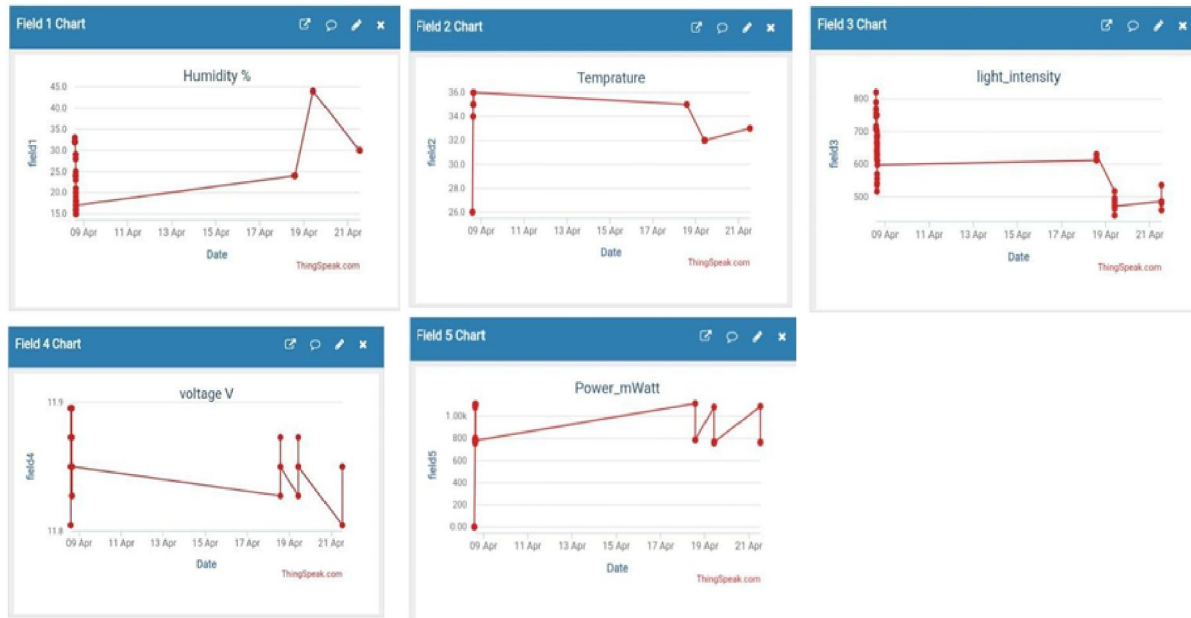 Field 1 Chart
Humidity %
45.0
40.0
35.0
30.0
25.0
20.0
15.0
field1
09 Apr 11 Apr 13 Apr 15 Apr 17 Apr 19 Apr 21 Apr
Date
ThingSpeak.com
Field 2 Chart
Temprature
36.0
34.0
32.0
30.0
28.0
26.0
field2
09 Apr 11 Apr 13 Apr 15 Apr 17 Apr 19 Apr 21 Apr
Date
ThingSpeak.com
Field 3 Chart
light_intensity
800
700
600
500
field3
09 Apr 11 Apr 13 Apr 15 Apr 17 Apr 19 Apr 21 Apr
Date
ThingSpeak.com
Field 4 Chart
voltage V
11.9
11.8
field4
09 Apr 11 Apr 13 Apr 15 Apr 17 Apr 19 Apr 21 Apr
Date
ThingSpeak.com
Field 5 Chart
Power_mWatt
1.00k
800
600
400
200
0.00
field5
09 Apr 11 Apr 13 Apr 15 Apr 17 Apr 19 Apr 21 Apr
Date
ThingSpeak.com